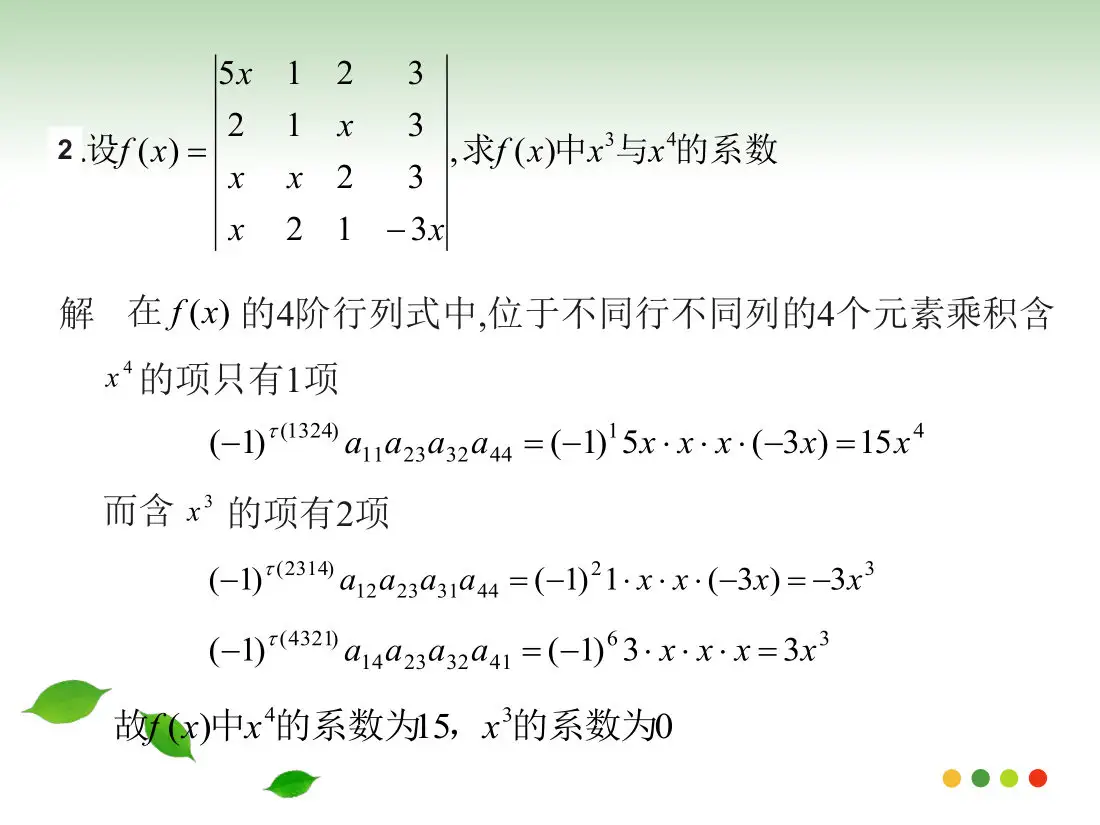 5x 1 2 3
2 1 x 3
2 .设f (x) = , 求f (x)中x³与x⁴的系数
x x 2 3
x 2 1 −3x
解 在 f (x) 的4阶行列式中,位于不同行不同列的4个元素乘积含
x⁴ 的项只有1项
(−1)^τ(1324) a₁₁a₂₃a₃₂a₄₄ = (−1)¹ 5x · x · x · (−3x) = 15x⁴
而含 x³ 的项有2项
(−1)^τ(2314) a₁₂a₂₃a₃₁a₄₄ = (−1)² 1 · x · x · (−3x) = −3x³
(−1)^τ(4321) a₁₄a₂₃a₃₂a₄₁ = (−1)⁶ 3 · x · x · x = 3x³
故f (x)中x⁴的系数为15，x³的系数为0